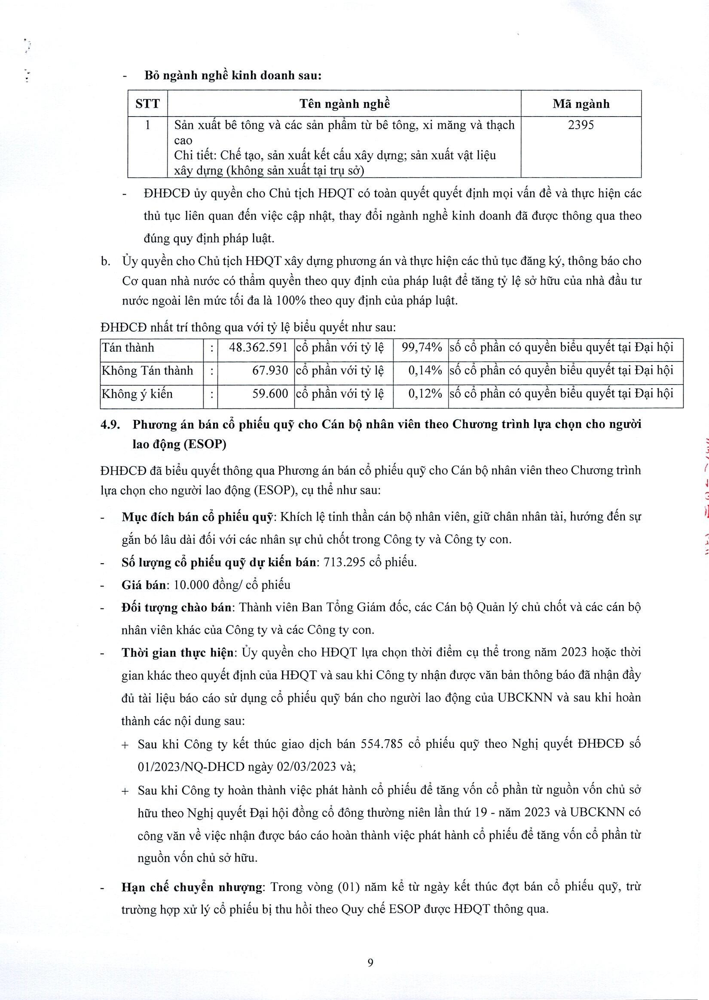 - Bỏ ngành nghề kinh doanh sau:
STT Tên ngành nghề Mã ngành
1 Sản xuất bê tông và các sản phẩm từ bê tông, xi măng và thạch 2395
cao
Chi tiết: Chế tạo, sản xuất kết cấu xây dựng; sản xuất vật liệu
xây dựng (không sản xuất tại trụ sở)
- ĐHĐCĐ ủy quyền cho Chủ tịch HĐQT có toàn quyết quyết định mọi vấn đề và thực hiện các
thủ tục liên quan đến việc cập nhật, thay đổi ngành nghề kinh doanh đã được thông qua theo
đúng quy định pháp luật.
b. Ủy quyền cho Chủ tịch HĐQT xây dựng phương án và thực hiện các thủ tục đăng ký, thông báo cho
Cơ quan nhà nước có thẩm quyền theo quy định của pháp luật để tăng tỷ lệ sở hữu của nhà đầu tư
nước ngoài lên mức tối đa là 100% theo quy định của pháp luật.
ĐHĐCĐ nhất trí thông qua với tỷ lệ biểu quyết như sau:
Tán thành : 48.362.591 cổ phần với tỷ lệ 99,74% số cổ phần có quyền biểu quyết tại Đại hội
Không Tán thành : 67.930 cổ phần với tỷ lệ 0,14% số cổ phần có quyền biểu quyết tại Đại hội
Không ý kiến : 59.600 cổ phần với tỷ lệ 0,12% số cổ phần có quyền biểu quyết tại Đại hội
4.9. Phương án bán cổ phiếu quỹ cho Cán bộ nhân viên theo Chương trình lựa chọn cho người
lao động (ESOP)
ĐHĐCĐ đã biểu quyết thông qua Phương án bán cổ phiếu quỹ cho Cán bộ nhân viên theo Chương trình
lựa chọn cho người lao động (ESOP), cụ thể như sau:
- Mục đích bán cổ phiếu quỹ: Khích lệ tinh thần cán bộ nhân viên, giữ chân nhân tài, hướng đến sự
gắn bó lâu dài đối với các nhân sự chủ chốt trong Công ty và Công ty con.
- Số lượng cổ phiếu quỹ dự kiến bán: 713.295 cổ phiếu.
- Giá bán: 10.000 đồng/ cổ phiếu
- Đối tượng chào bán: Thành viên Ban Tổng Giám đốc, các Cán bộ Quản lý chủ chốt và các cán bộ
nhân viên khác của Công ty và các Công ty con.
- Thời gian thực hiện: Ủy quyền cho HĐQT lựa chọn thời điểm cụ thể trong năm 2023 hoặc thời
gian khác theo quyết định của HĐQT và sau khi Công ty nhận được văn bản thông báo đã nhận đầy
đủ tài liệu báo cáo sử dụng cổ phiếu quỹ bán cho người lao động của UBCKNN và sau khi hoàn
thành các nội dung sau:
+ Sau khi Công ty kết thúc giao dịch bán 554.785 cổ phiếu quỹ theo Nghị quyết ĐHĐCĐ số
01/2023/NQ-DHCD ngày 02/03/2023 và;
+ Sau khi Công ty hoàn thành việc phát hành cổ phiếu để tăng vốn cổ phần từ nguồn vốn chủ sở
hữu theo Nghị quyết Đại hội đồng cổ đông thường niên lần thứ 19 - năm 2023 và UBCKNN có
công văn về việc nhận được báo cáo hoàn thành việc phát hành cổ phiếu để tăng vốn cổ phần từ
nguồn vốn chủ sở hữu.
- Hạn chế chuyển nhượng: Trong vòng (01) năm kể từ ngày kết thúc đợt bán cổ phiếu quỹ, trừ
trường hợp xử lý cổ phiếu bị thu hồi theo Quy chế ESOP được HĐQT thông qua.
9